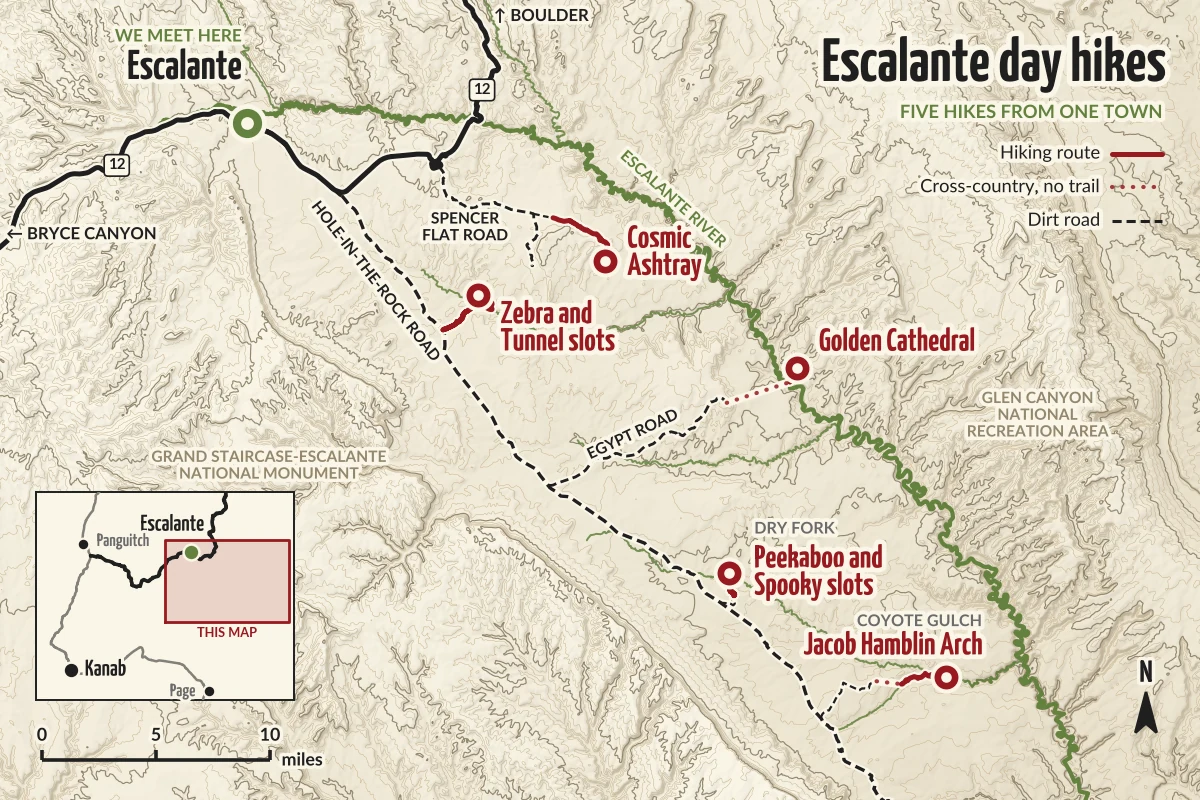 ↑ BOULDER
WE MEET HERE
Escalante
12
12
← BRYCE CANYON
Escalante day hikes
FIVE HIKES FROM ONE TOWN
Hiking route
Cross-country, no trail
Dirt road
ESCALANTE RIVER
SPENCER
FLAT ROAD
HOLE-IN-THE-ROCK ROAD
Cosmic
Ashtray
Zebra and
Tunnel slots
Golden Cathedral
EGYPT ROAD
GLEN CANYON
NATIONAL
RECREATION AREA
GRAND STAIRCASE-ESCALANTE
NATIONAL MONUMENT
DRY FORK
Peekaboo and
Spooky slots
COYOTE GULCH
Jacob Hamblin Arch
Escalante
Panguitch
THIS MAP
Kanab
Page
N
0 5 10
miles